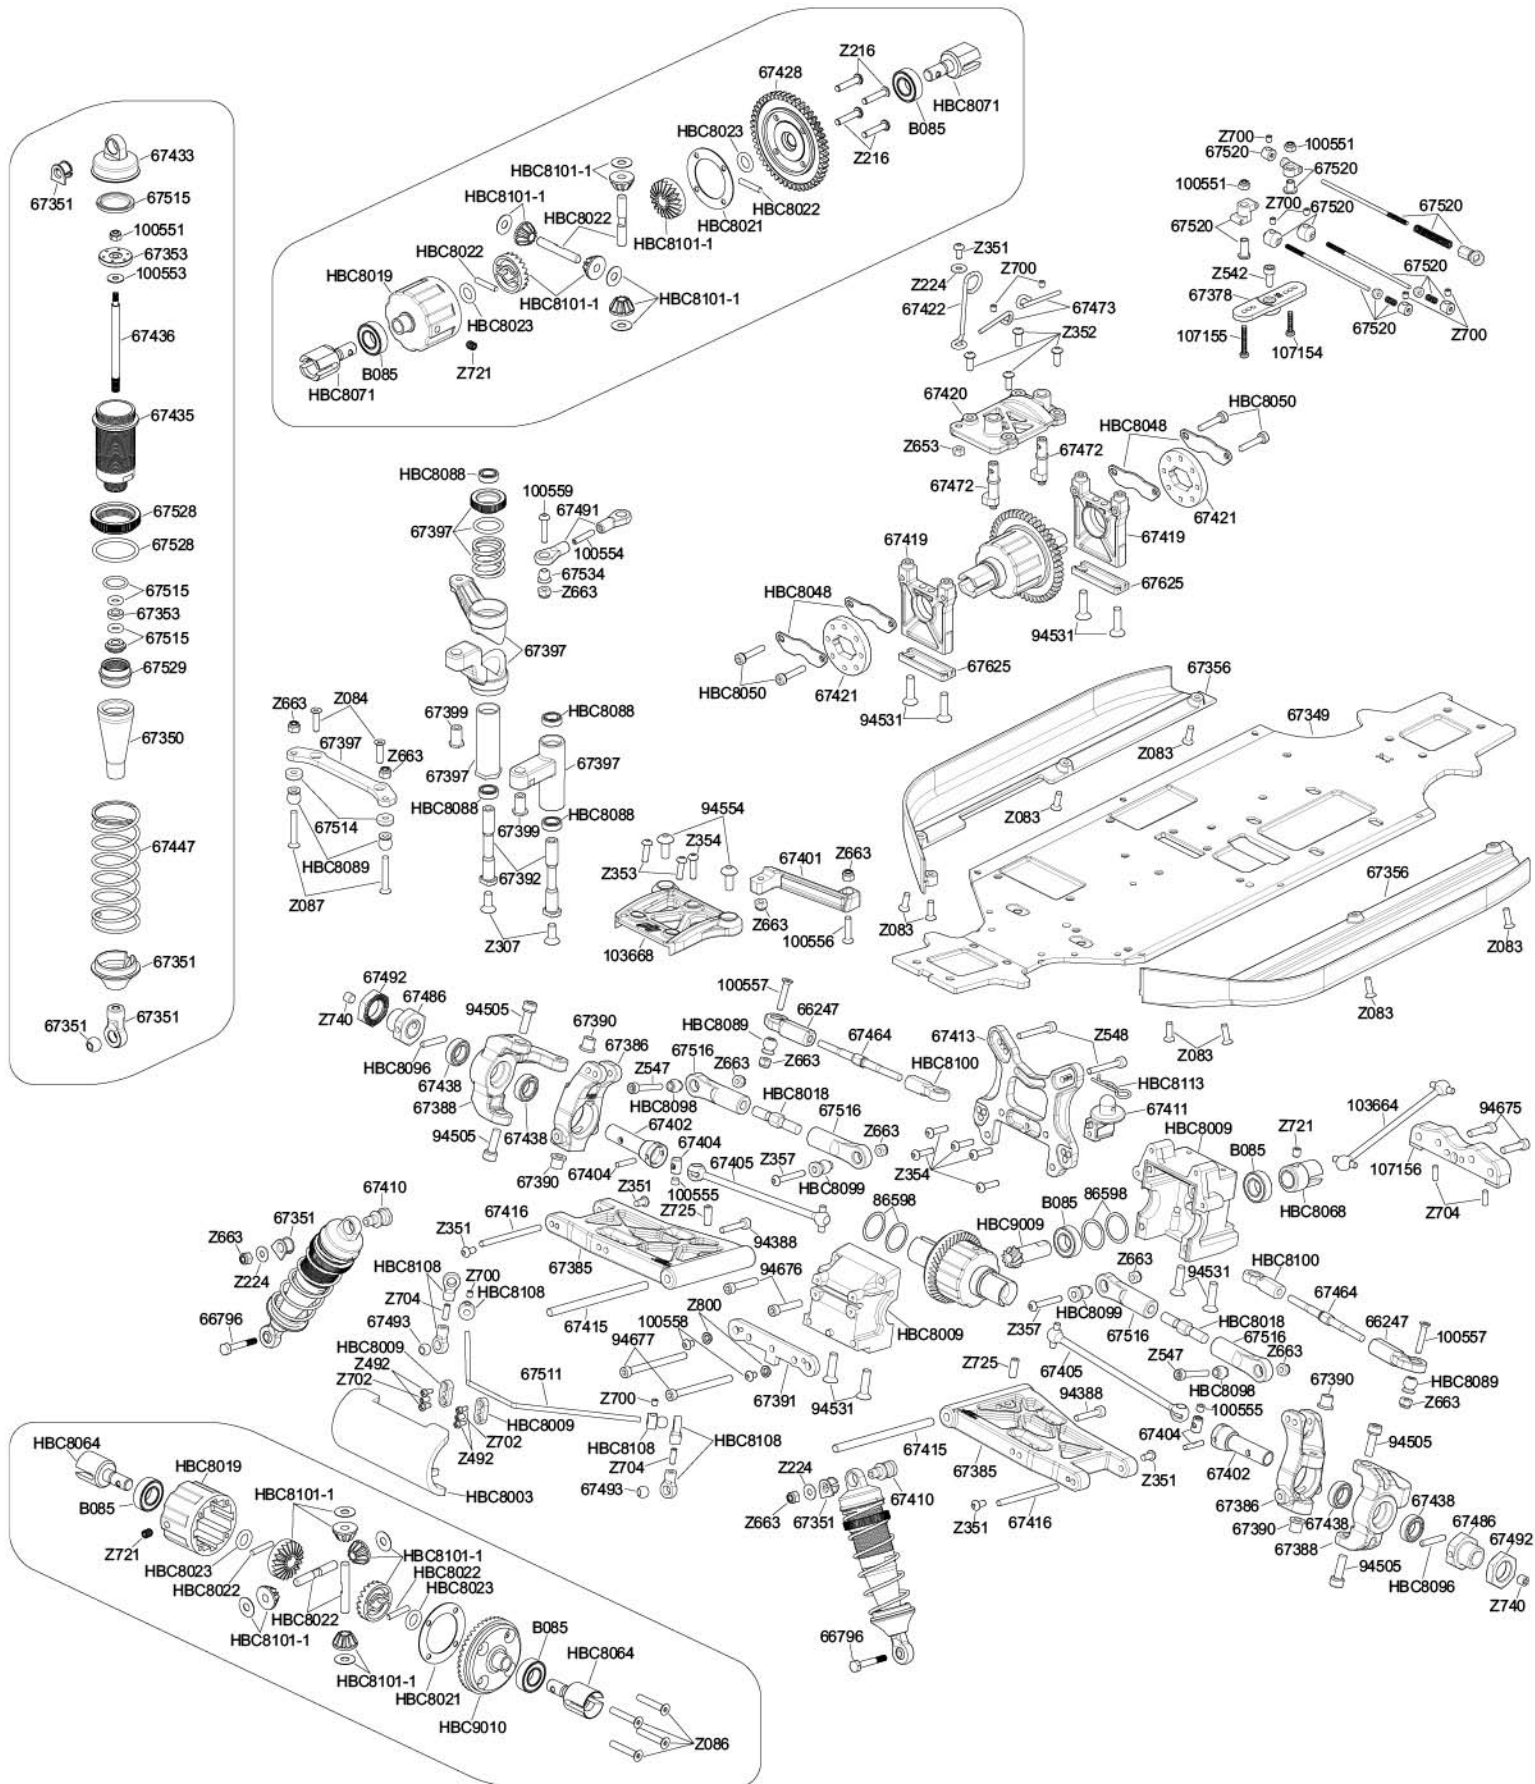 67433
67351
67515
100551
67353
100553
67436
67435
67528
67528
67515
67353
67515
67529
67350
67447
67351
67351
67351
Z216
67428
HBC8071
B085
Z216
HBC8023
HBC8101-1
HBC8022
HBC8021
HBC8101-1
HBC8101-1
HBC8022
HBC8022
HBC8019
HBC8101-1
HBC8101-1
HBC8023
B085
Z721
HBC8071
Z700
100551
67520
67520
100551
Z700
67520
67520
67520
Z542
67520
67378
67520
Z700
107155
107154
Z351
Z224
Z700
67422
67473
Z352
67420
HBC8050
HBC8048
Z653
67472
67472
67421
67419
67419
67625
HBC8048
94531
67625
HBC8050
67421
94531
HBC8088
100559
67491
67397
100554
67534
Z663
67397
67399
HBC8088
67397
67397
HBC8088
67399
HBC8088
67392
Z307
Z663
Z084
67397
Z663
67514
HBC8089
Z087
94554
Z354
Z353
67401
Z663
Z663
100556
103668
67356
67349
Z083
Z083
67356
Z083
Z083
Z083
Z083
67492
67486
Z740
94505
67390
67386
HBC8096
67438
67388
67438
94505
67390
100557
66247
HBC8089
67464
67516
Z663
Z663
HBC8100
Z547
HBC8098
HBC8018
67516
67402
67404
Z663
67404
67405
Z357
HBC8099
100555
Z725
67413
Z548
HBC8113
67411
Z354
HBC8009
Z721
103664
94675
B085
107156
HBC8068
Z704
86598
B085
86598
HBC9009
67410
67351
Z663
Z224
66796
Z351
67416
Z351
94388
67385
94676
67415
HBC8108
Z700
HBC8108
Z704
67493
HBC8009
Z492
Z702
67511
100558
Z800
94677
HBC8009
67391
94531
Z700
HBC8009
Z702
Z492
HBC8108
HBC8108
Z704
67493
HBC8003
Z663
94531
HBC8100
HBC8099
67464
Z357
67516
HBC8018
67516
66247
100557
Z663
67405
Z547
HBC8098
67390
HBC8089
Z663
Z725
94388
100555
67404
94505
67415
67385
67402
Z351
67386
67438
67438
67486
67390
67492
67388
94505
HBC8096
Z740
Z224
67410
Z663
67351
Z351
67416
66796
HBC8064
HBC8019
B085
HBC8101-1
Z721
HBC8023
HBC8022
HBC8101-1
HBC8022
HBC8023
HBC8022
HBC8101-1
HBC8101-1
B085
HBC8064
HBC8021
HBC9010
Z086